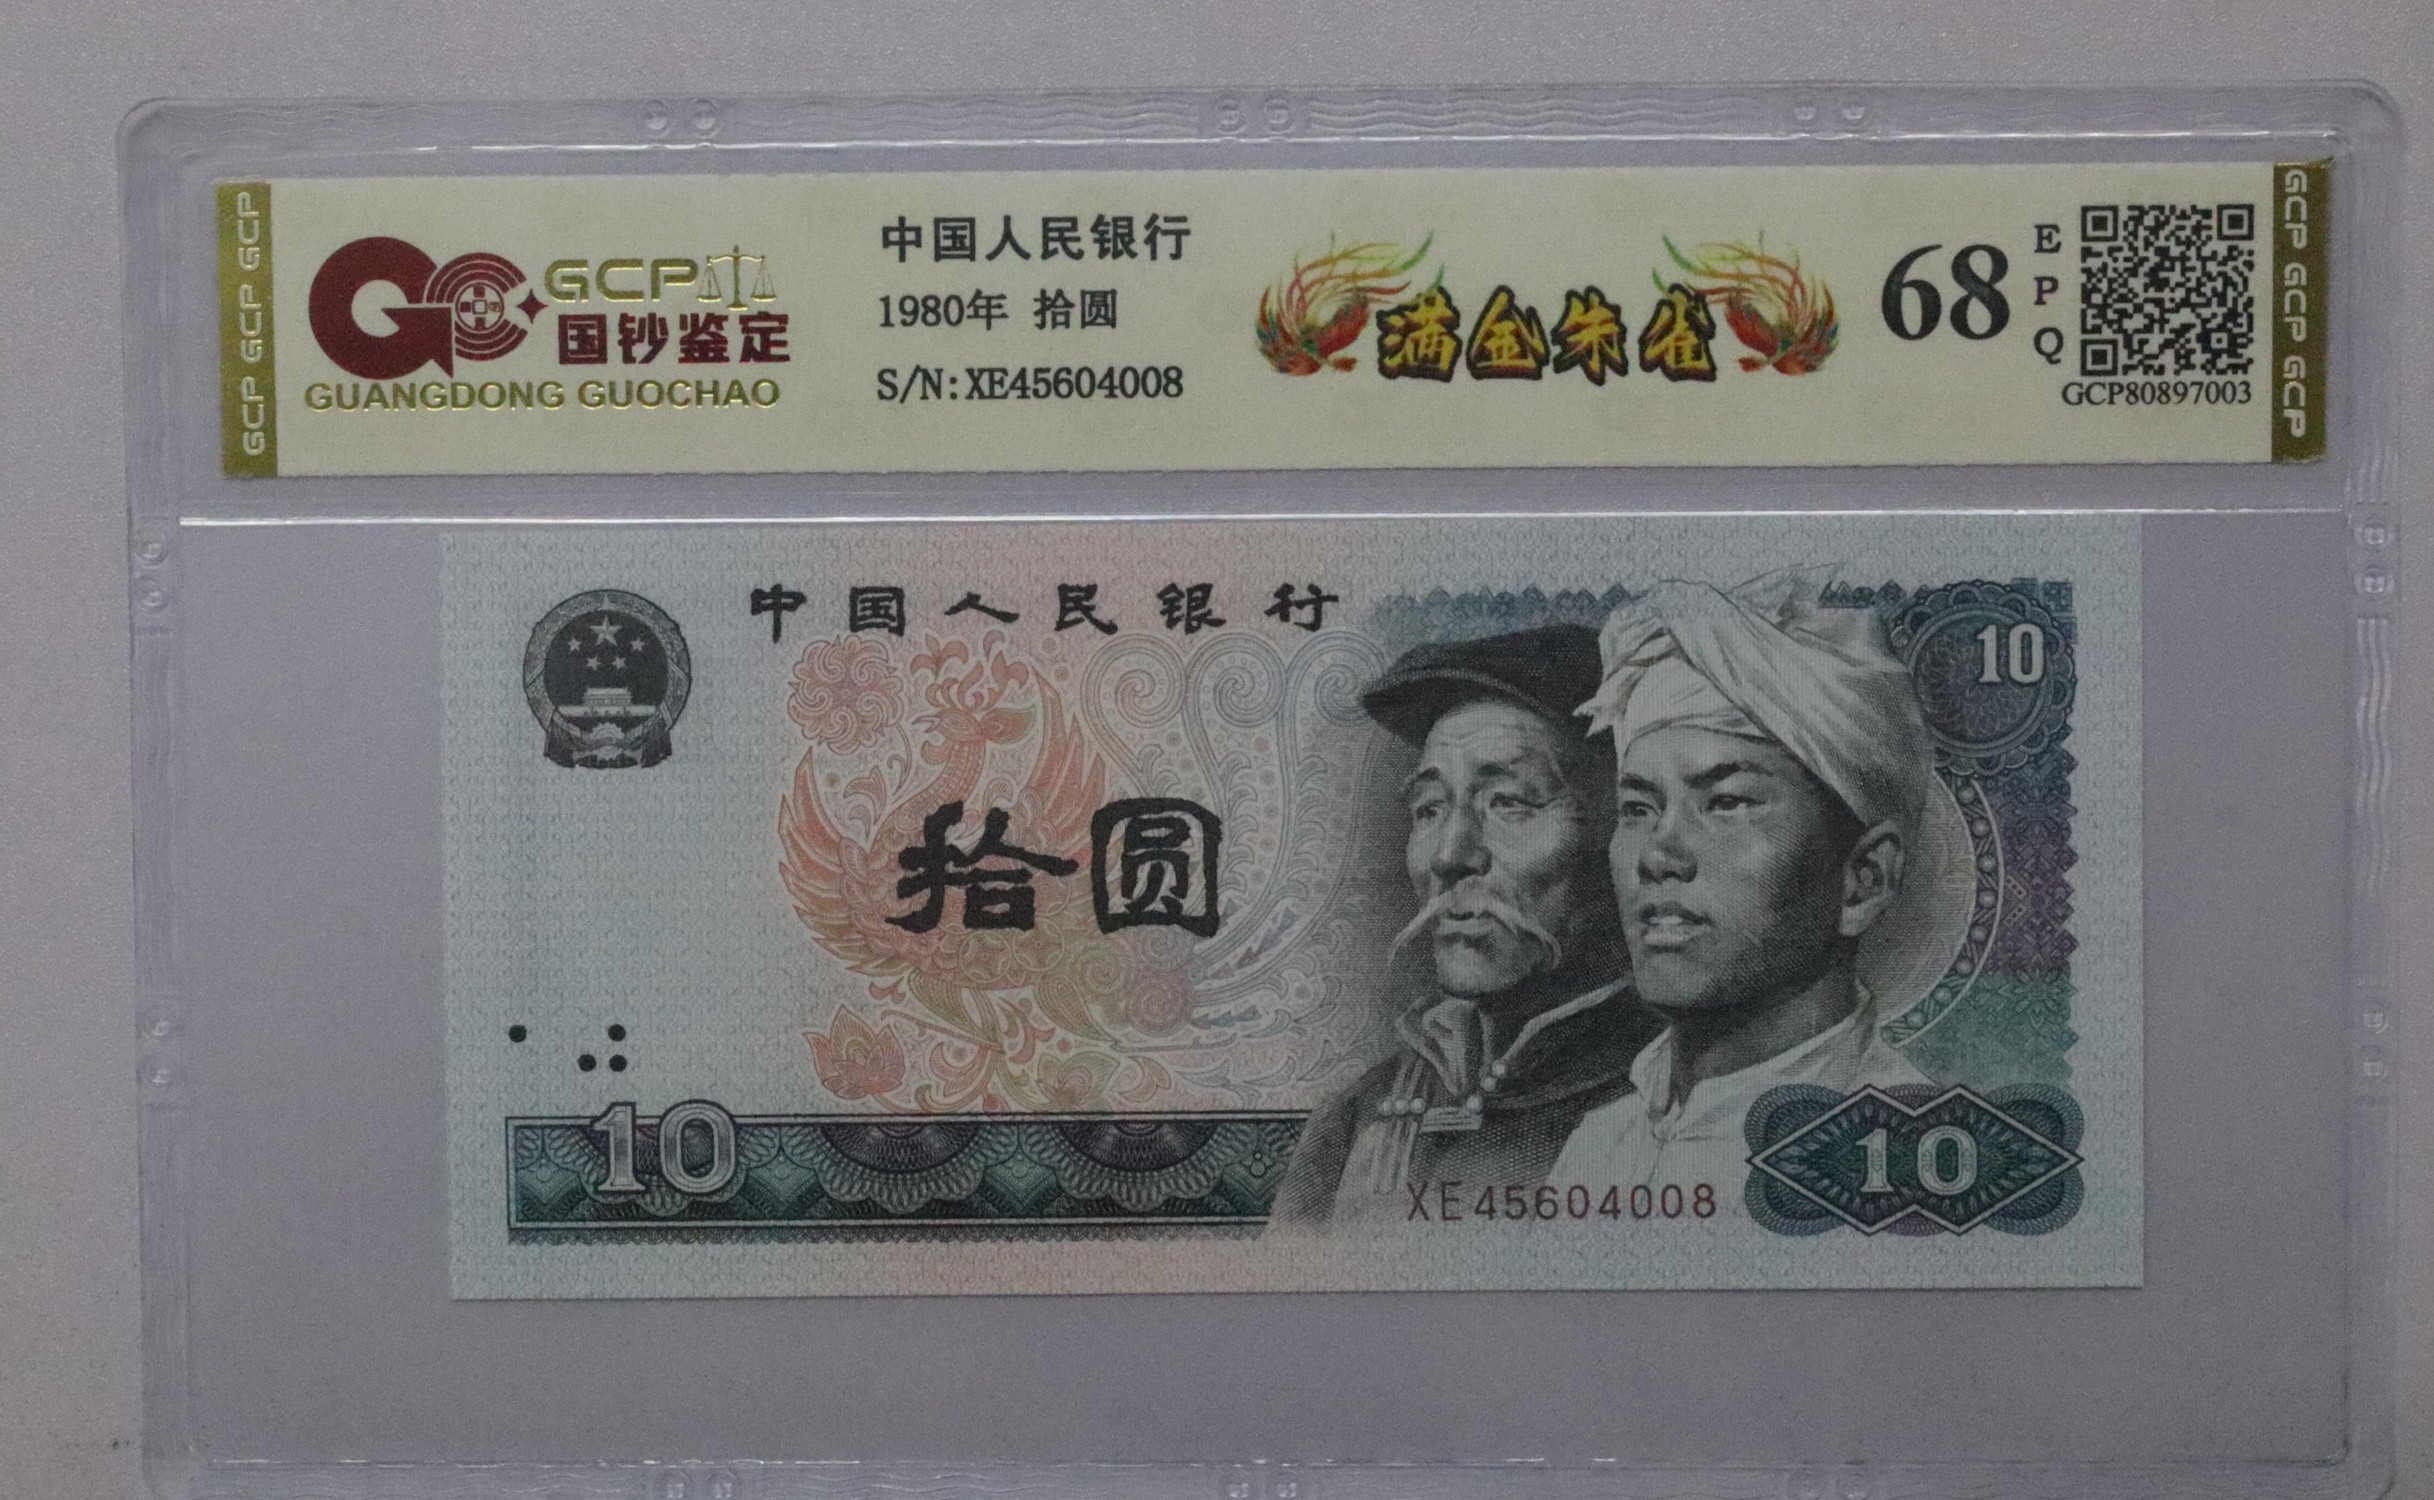 GCP GCP GCP
GCP
国钞鉴定
GUANGDONG GUOCHAO
中国人民银行
1980年 拾圆
S/N:XE45604008
满金朱雀
68
E
P
Q
GCP80897003
GCP GCP GCP
中国人民银行
10
拾圆
10
XE45604008
10